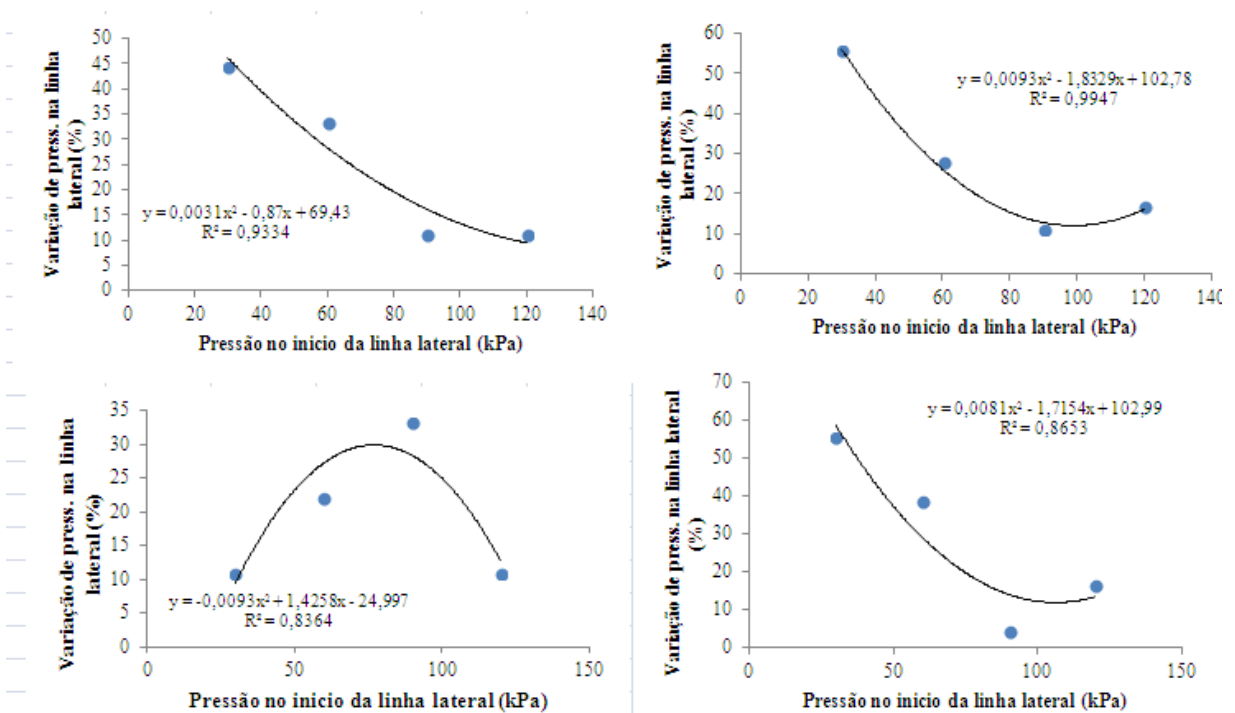 Variação de press. na linha
lateral (%)
50
45
40
35
30
25
20
15
10
5
0
y = 0,0031x² - 0,87x + 69,43
R² = 0,9334
0 20 40 60 80 100 120 140
Pressão no inicio da linha lateral (kPa)
Variação de press. na linha
lateral (%)
60
50
40
30
20
10
0
y = 0,0093x² - 1,8329x + 102,78
R² = 0,9947
0 20 40 60 80 100 120 140
Pressão no inicio da linha lateral (kPa)
Variação de press. na linha
lateral (%)
35
30
25
20
15
10
5
0
y = -0,0093x² + 1,4258x - 24,997
R² = 0,8364
0 50 100 150
Pressão no inicio da linha lateral (kPa)
Variação de press. na linha lateral
(%)
70
60
50
40
30
20
10
0
y = 0,0081x² - 1,7154x + 102,99
R² = 0,8653
0 50 100 150
Pressão no inicio da linha lateral (kPa)